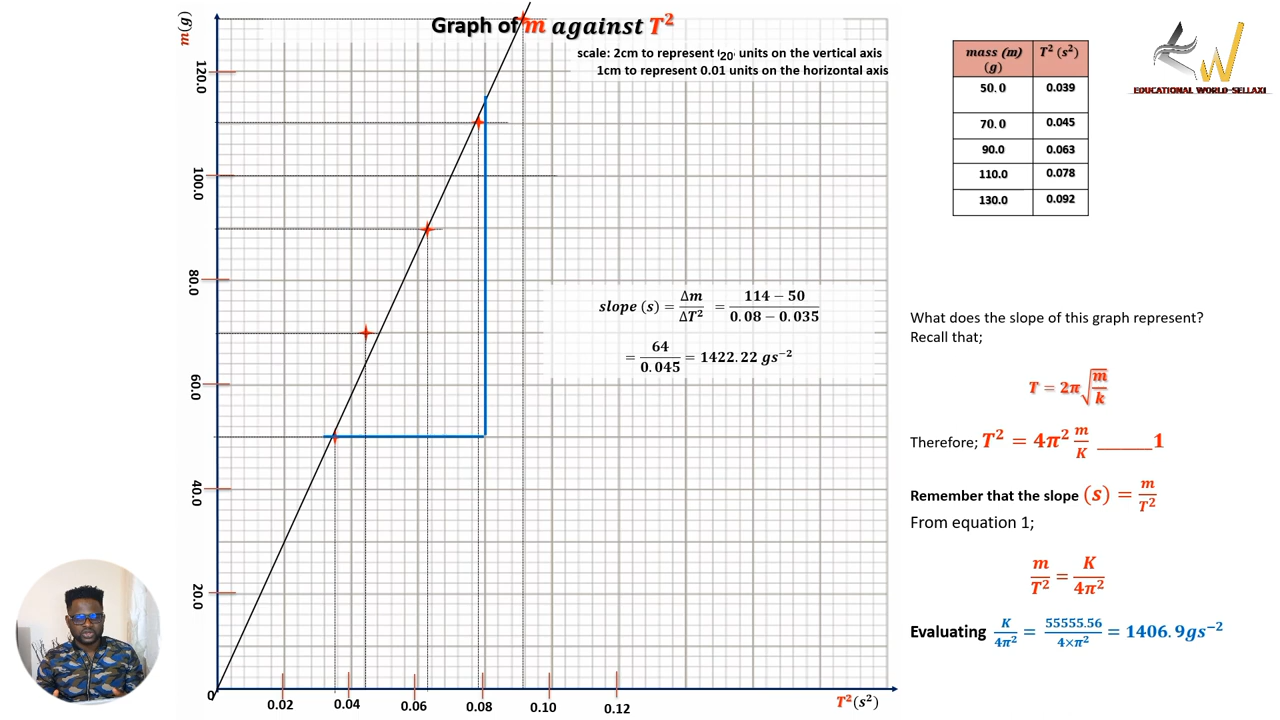 Graph of m against T²
scale: 2cm to represent 20 units on the vertical axis
1cm to represent 0.01 units on the horizontal axis
m(g)
120.0
100.0
80.0
60.0
40.0
20.0
0
0.02 0.04 0.06 0.08 0.10 0.12
T²(s²)
slope (s) = Δm/ΔT² = (114 − 50)/(0.08 − 0.035)
= 64/0.045 = 1422.22 gs⁻²
mass (m) (g) T² (s²)
50.0 0.039
70.0 0.045
90.0 0.063
110.0 0.078
130.0 0.092
EDUCATIONAL WORLD-SELLAXI
What does the slope of this graph represent?
Recall that;
T = 2π√(m/k)
Therefore; T² = 4π² m/K ______1
Remember that the slope (s) = m/T²
From equation 1;
m/T² = K/4π²
Evaluating K/4π² = 55555.56/4×π² = 1406.9gs⁻²